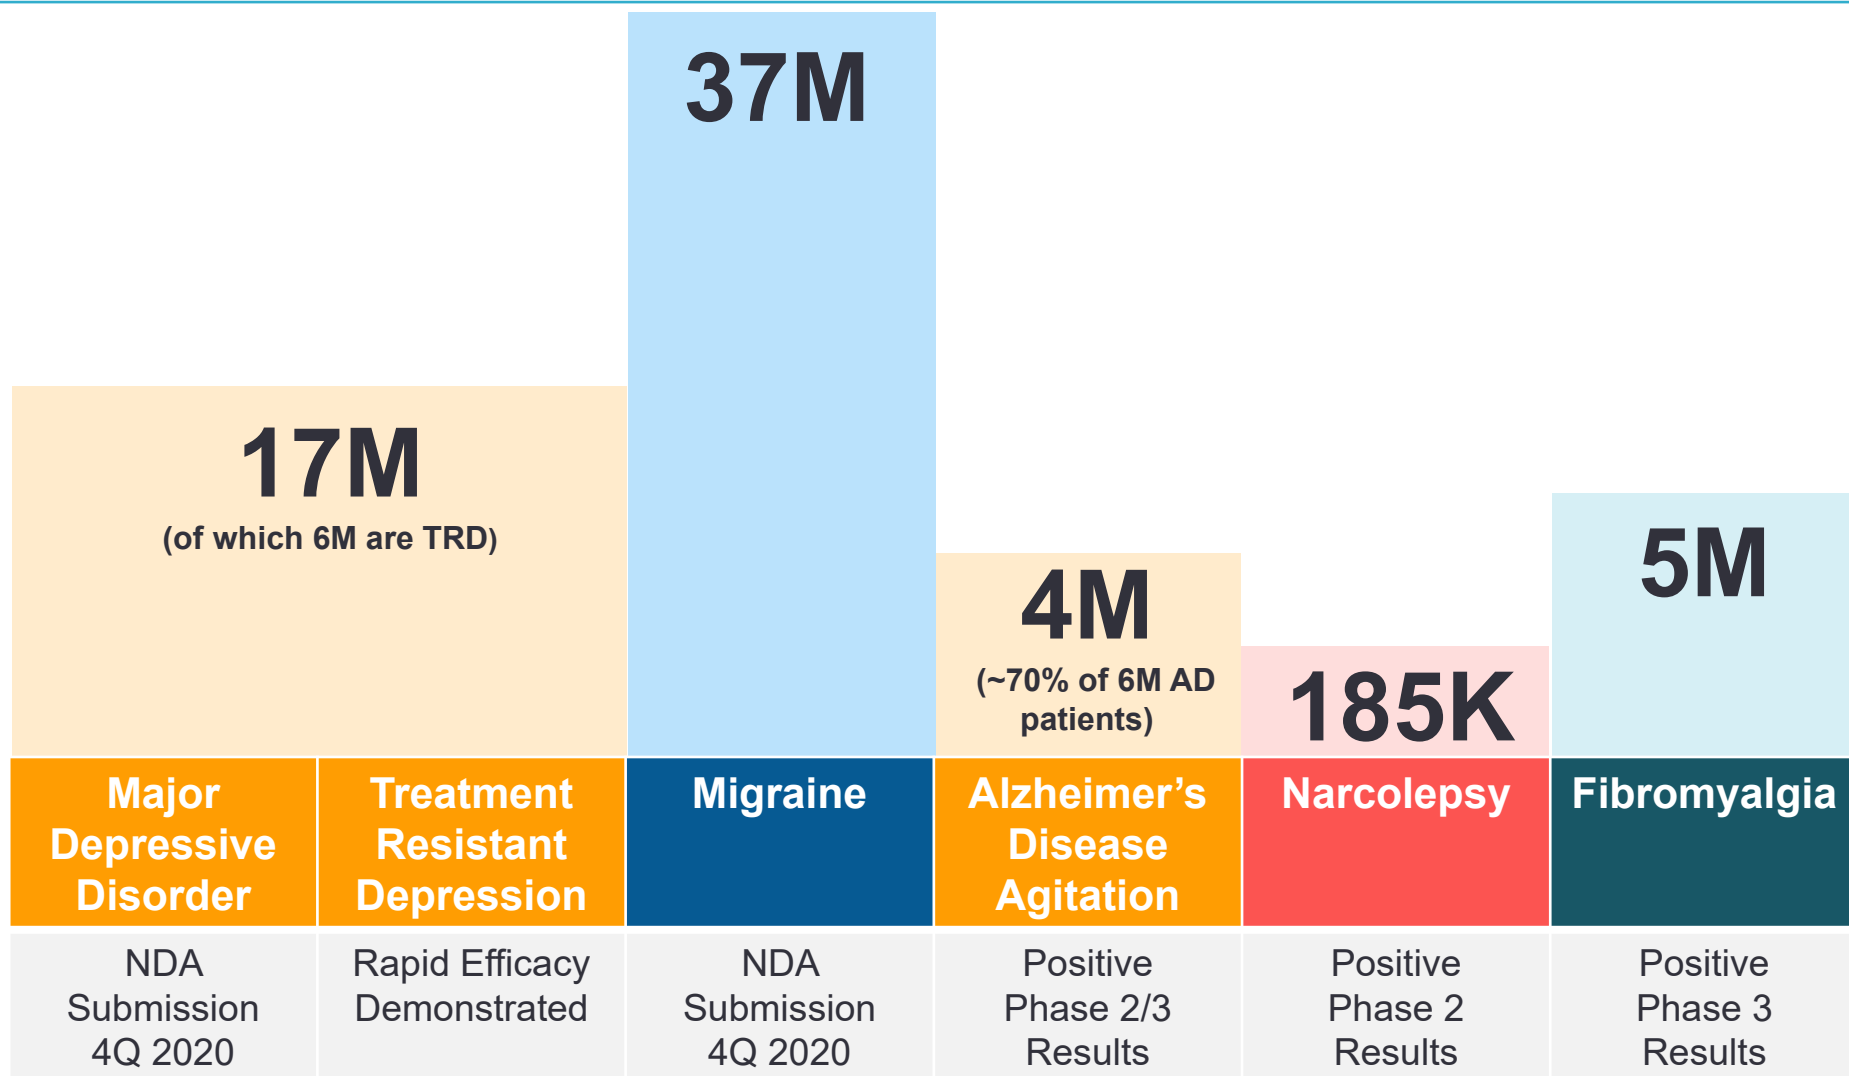 37M
17M
(of which 6M are TRD)
5M
4M
(~70% of 6M AD
patients)
185K
Major
Depressive
Disorder
Treatment
Resistant
Depression
Migraine
Alzheimer’s
Disease
Agitation
Narcolepsy
Fibromyalgia
NDA
Submission
4Q 2020
Rapid Efficacy
Demonstrated
NDA
Submission
4Q 2020
Positive
Phase 2/3
Results
Positive
Phase 2
Results
Positive
Phase 3
Results